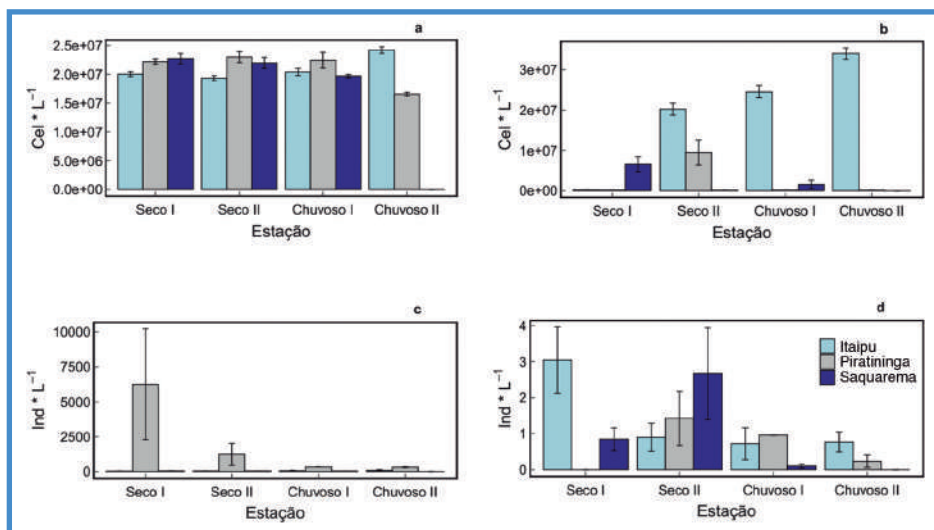 a
Cel * L⁻¹
2.5e+07
2.0e+07
1.5e+07
1.0e+07
5.0e+06
0.0e+00
Seco I Seco II Chuvoso I Chuvoso II
Estação
b
Cel * L⁻¹
3e+07
2e+07
1e+07
0e+00
Seco I Seco II Chuvoso I Chuvoso II
Estação
c
Ind * L⁻¹
10000
7500
5000
2500
0
Seco I Seco II Chuvoso I Chuvoso II
Estação
d
Ind * L⁻¹
4
3
2
1
0
Itaipu
Piratininga
Saquarema
Seco I Seco II Chuvoso I Chuvoso II
Estação